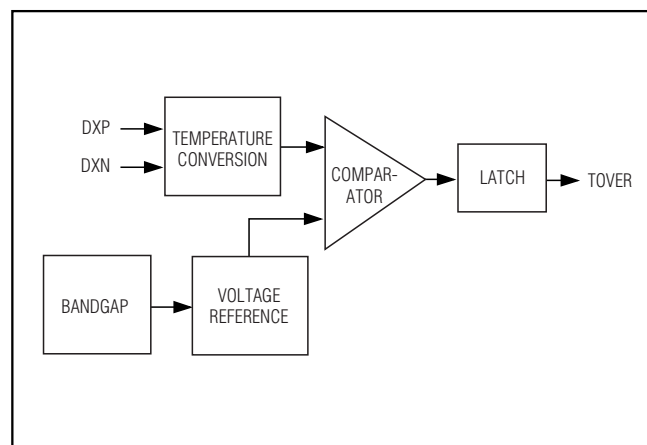 DXP
DXN
TEMPERATURE
CONVERSION
COMPAR-
ATOR
LATCH
TOVER
BANDGAP
VOLTAGE
REFERENCE